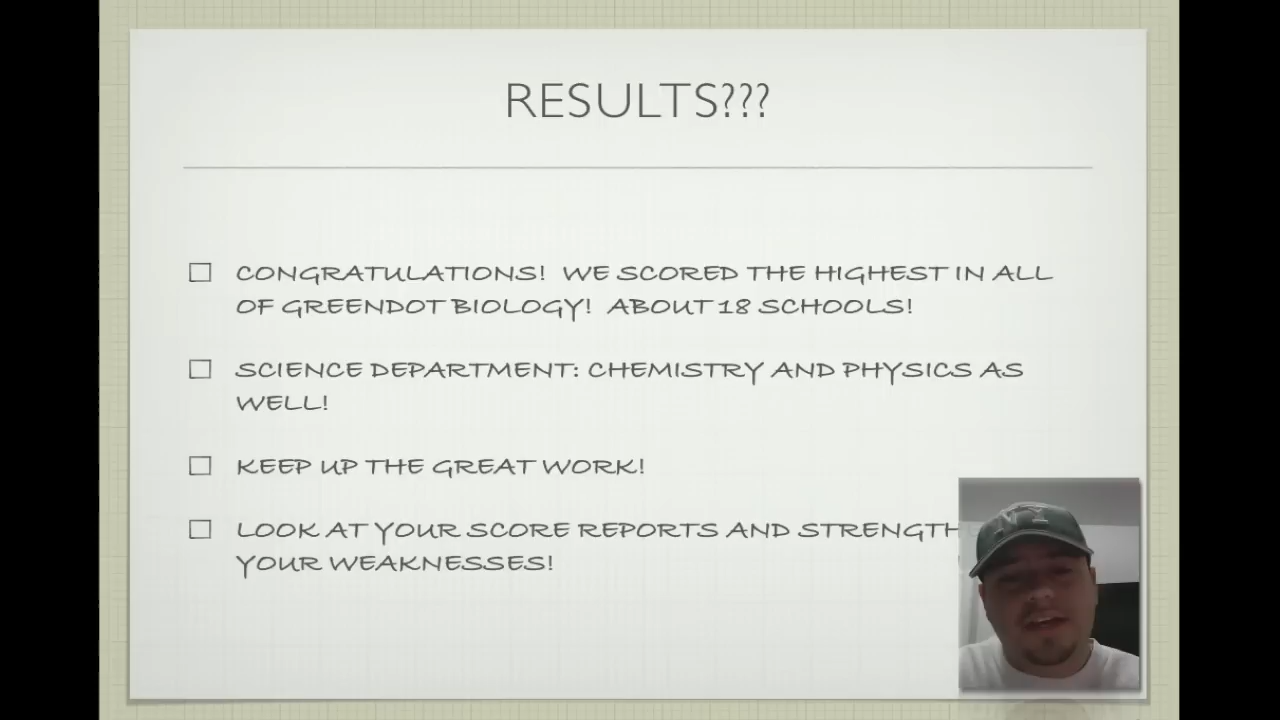 RESULTS???
CONGRATULATIONS! WE SCORED THE HIGHEST IN ALL
OF GREENDOT BIOLOGY! ABOUT 18 SCHOOLS!
SCIENCE DEPARTMENT: CHEMISTRY AND PHYSICS AS
WELL!
KEEP UP THE GREAT WORK!
LOOK AT YOUR SCORE REPORTS AND
YOUR WEAKNESSES!
NY